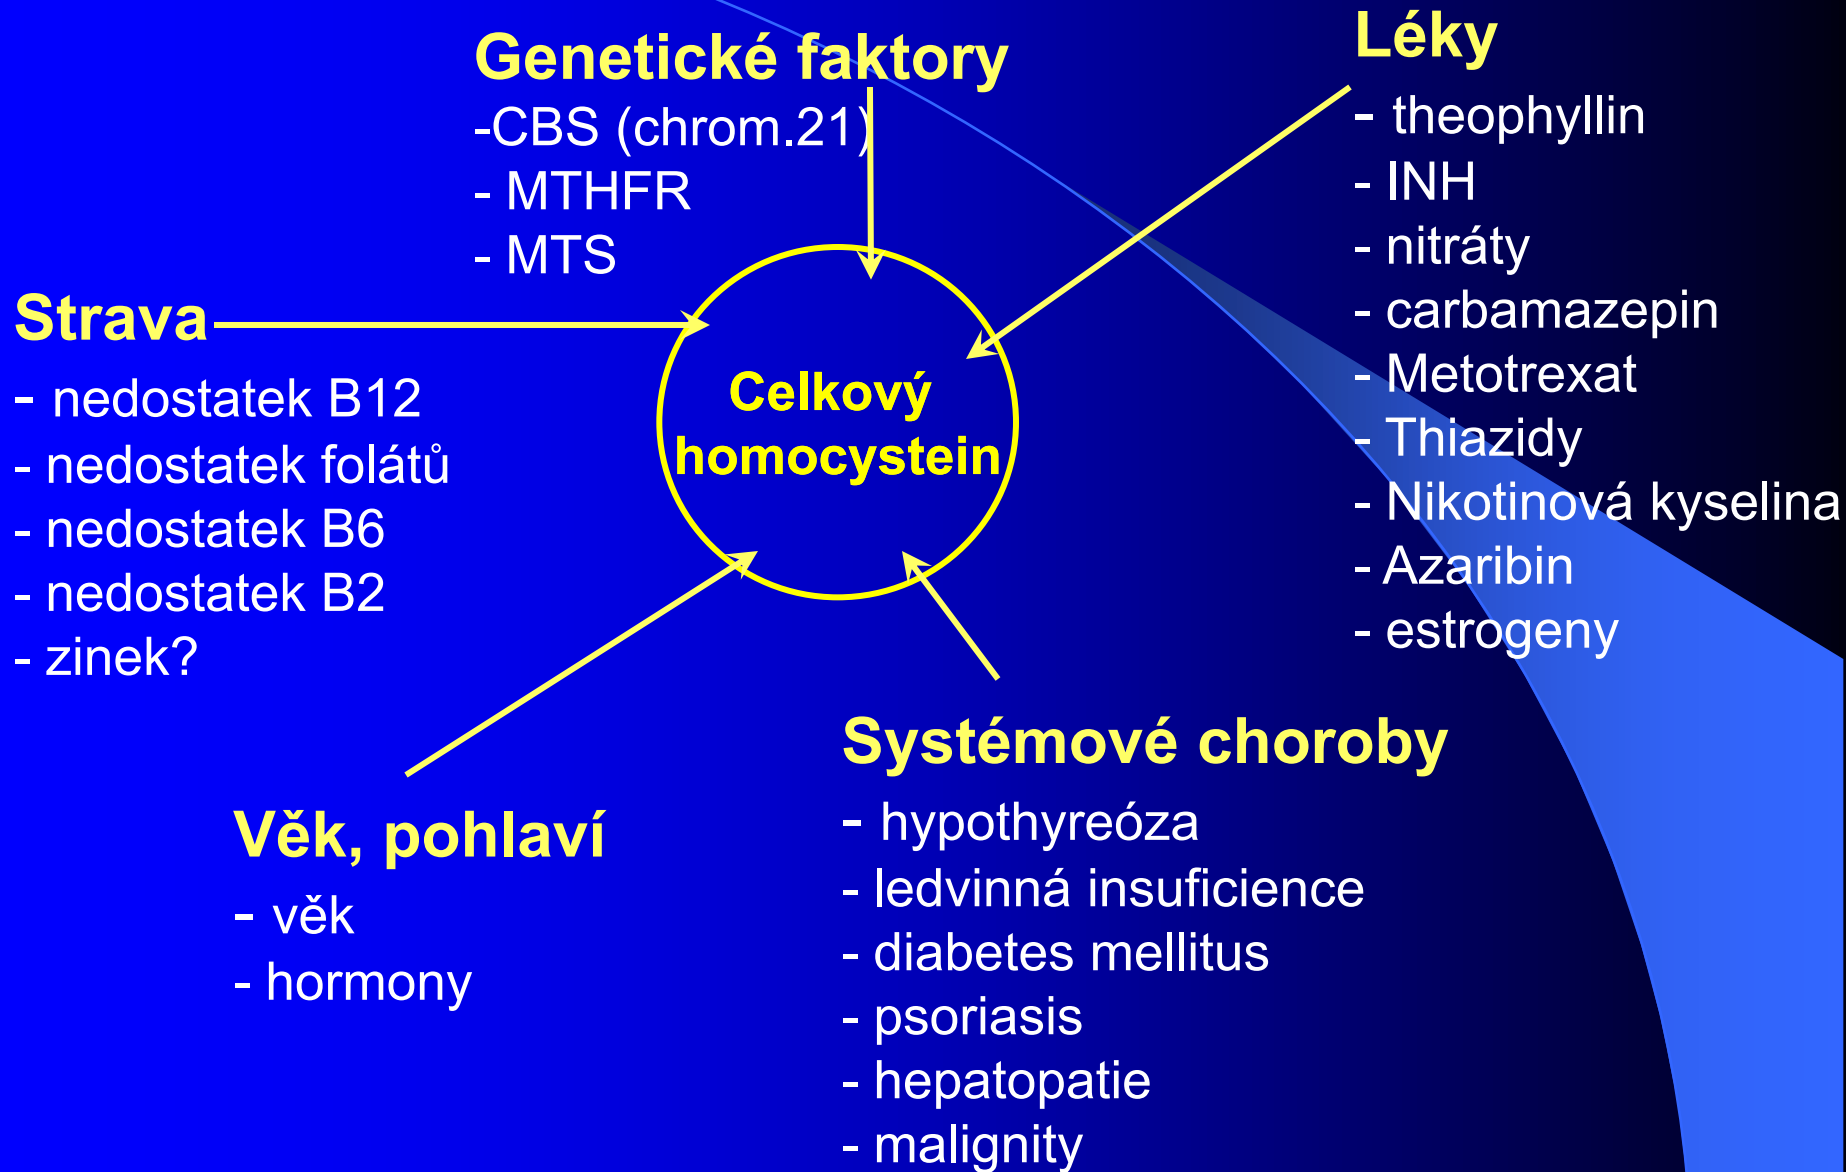 Genetické faktory
-CBS (chrom.21)
- MTHFR
- MTS
Léky
- theophyllin
- INH
- nitráty
- carbamazepin
- Metotrexat
- Thiazidy
- Nikotinová kyselina
- Azaribin
- estrogeny
Strava
- nedostatek B12
- nedostatek folátů
- nedostatek B6
- nedostatek B2
- zinek?
Celkový
homocystein
Věk, pohlaví
- věk
- hormony
Systémové choroby
- hypothyreóza
- ledvinná insuficience
- diabetes mellitus
- psoriasis
- hepatopatie
- malignity